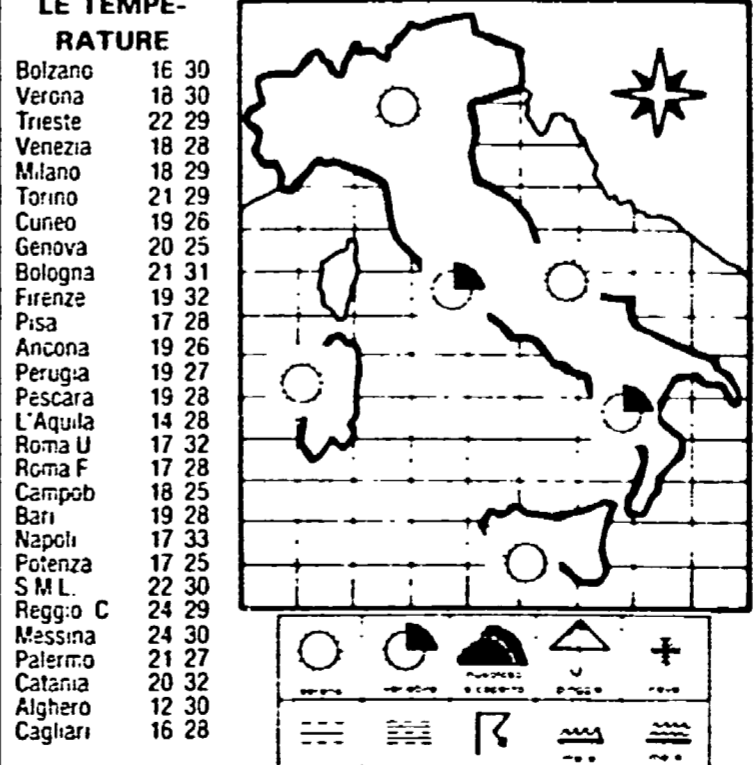 LE TEMPE-
RATURE
Bolzano 16 30
Verona 18 30
Trieste 22 29
Venezia 18 28
Milano 18 29
Torino 21 29
Cuneo 19 26
Genova 20 25
Bologna 21 31
Firenze 19 32
Pisa 17 28
Ancona 19 26
Perugia 19 27
Pescara 19 28
L'Aquila 14 28
Roma U 17 32
Roma F 17 28
Campob 18 25
Bari 19 28
Napoli 17 33
Potenza 17 25
S M L. 22 30
Reggio C 24 29
Messina 24 30
Palermo 21 27
Catania 20 32
Alghero 12 30
Cagliari 16 28